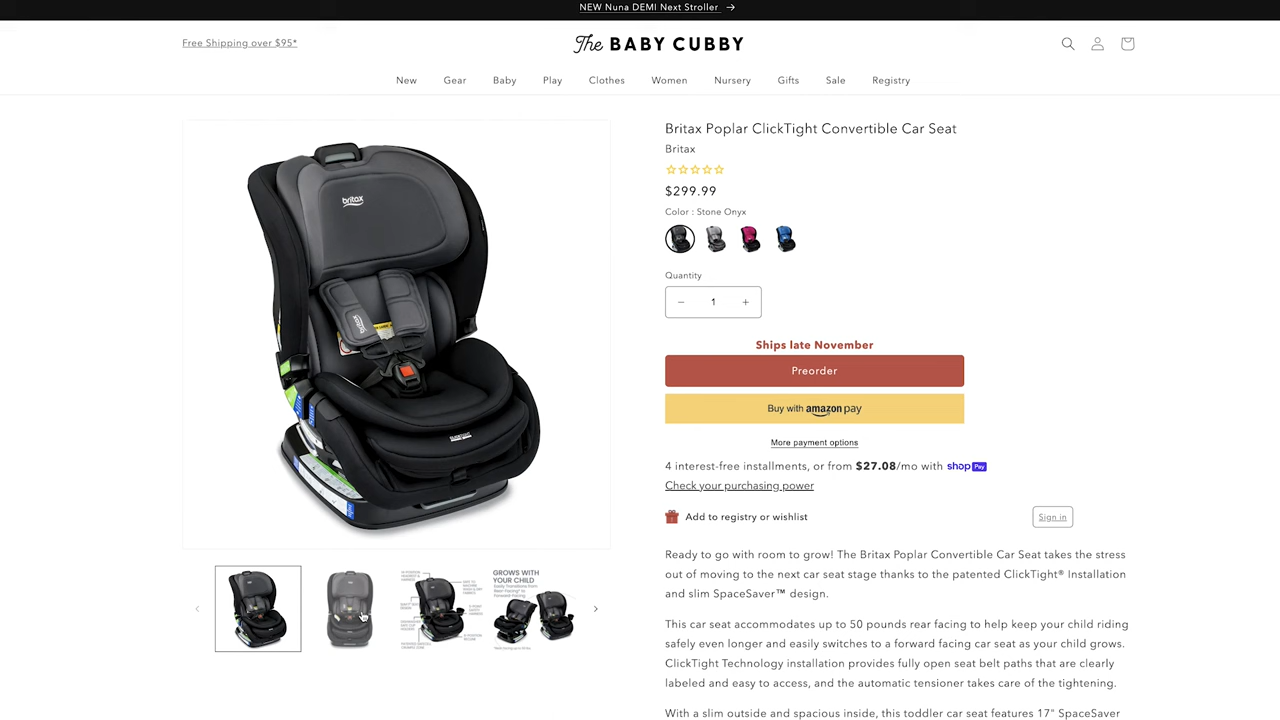 NEW Nuna DEMI Next Stroller
Free Shipping over $95*
The BABY CUBBY
New Gear Baby Play Clothes Women Nursery Gifts Sale Registry
britax
britax
Britax Poplar ClickTight Convertible Car Seat
Britax
$299.99
Color : Stone Onyx
Quantity
− 1 +
Ships late November
Preorder
Buy with amazon pay
More payment options
4 interest-free installments, or from $27.08/mo with shop Pay
Check your purchasing power
Add to registry or wishlist
Sign in
GROWS WITH
YOUR CHILD
Ready to go with room to grow! The Britax Poplar Convertible Car Seat takes the stress
out of moving to the next car seat stage thanks to the patented ClickTight® Installation
and slim SpaceSaver™ design.
This car seat accommodates up to 50 pounds rear facing to help keep your child riding
safely even longer and easily switches to a forward facing car seat as your child grows.
ClickTight Technology installation provides fully open seat belt paths that are clearly
labeled and easy to access, and the automatic tensioner takes care of the tightening.
With a slim outside and spacious inside, this toddler car seat features 17" SpaceSaver